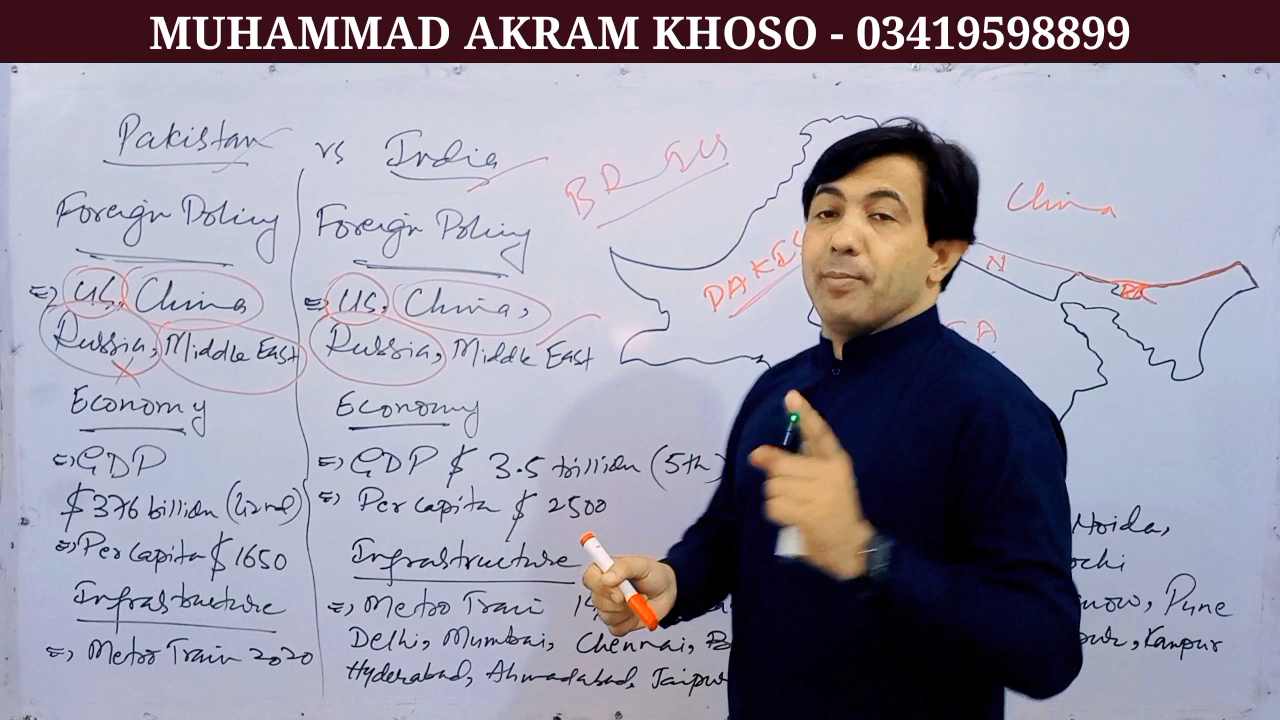 MUHAMMAD AKRAM KHOSO - 03419598899
Pakistan vs India
Foreign Policy
=> US, China
Russia, Middle East
Economy
=> GDP
$376 billion (42nd)
=> Per Capita $1650
Infrastructure
=> Metro Train 2020
Foreign Policy
=> US, China,
Russia, Middle East
Economy
=> GDP $ 3.5 trillion (5th)
=> Per Capita $ 2500
Infrastructure
=> Metro Train
Delhi, Mumbai, Chennai,
Hyderabad, Ahmadabad, Jaipur
China
N
Noida,
Pune
Kanpur